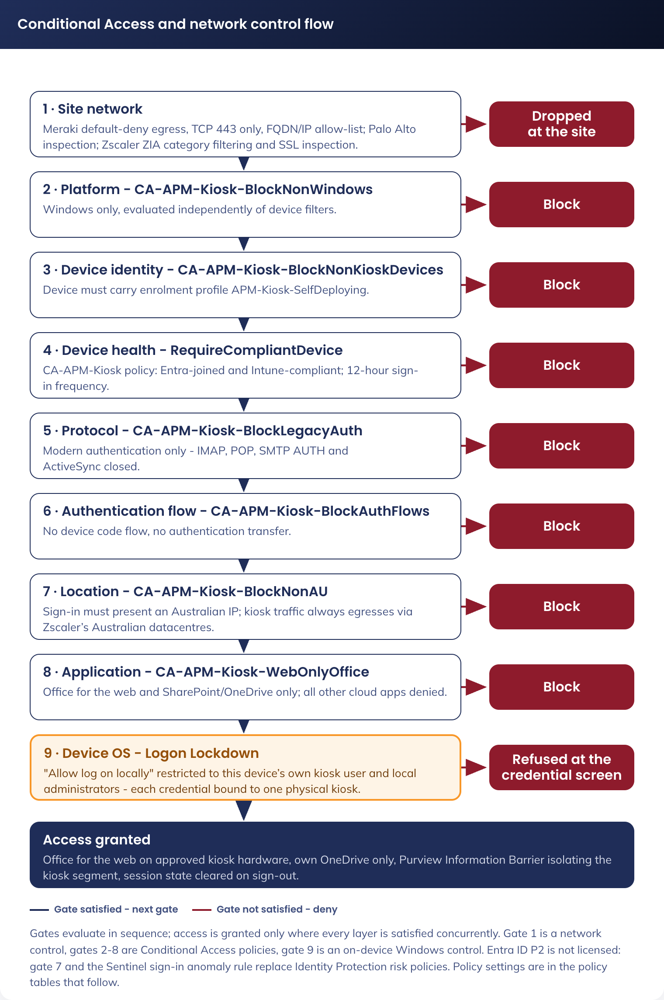 Conditional Access and network control flow
1 · Site network
Meraki default-deny egress, TCP 443 only, FQDN/IP allow-list; Palo Alto
inspection; Zscaler ZIA category filtering and SSL inspection.
Dropped
at the site
2 · Platform - CA-APM-Kiosk-BlockNonWindows
Windows only, evaluated independently of device filters.
Block
3 · Device identity - CA-APM-Kiosk-BlockNonKioskDevices
Device must carry enrolment profile APM-Kiosk-SelfDeploying.
Block
4 · Device health - RequireCompliantDevice
CA-APM-Kiosk policy: Entra-joined and Intune-compliant; 12-hour sign-
in frequency.
Block
5 · Protocol - CA-APM-Kiosk-BlockLegacyAuth
Modern authentication only - IMAP, POP, SMTP AUTH and
ActiveSync closed.
Block
6 · Authentication flow - CA-APM-Kiosk-BlockAuthFlows
No device code flow, no authentication transfer.
Block
7 · Location - CA-APM-Kiosk-BlockNonAU
Sign-in must present an Australian IP; kiosk traffic always egresses via
Zscaler’s Australian datacentres.
Block
8 · Application - CA-APM-Kiosk-WebOnlyOffice
Office for the web and SharePoint/OneDrive only; all other cloud apps denied.
Block
9 · Device OS - Logon Lockdown
"Allow log on locally" restricted to this device’s own kiosk user and local
administrators - each credential bound to one physical kiosk.
Refused at the
credential screen
Access granted
Office for the web on approved kiosk hardware, own OneDrive only, Purview Information Barrier isolating the
kiosk segment, session state cleared on sign-out.
Gate satisfied - next gate
Gate not satisfied - deny
Gates evaluate in sequence; access is granted only where every layer is satisfied concurrently. Gate 1 is a network
control, gates 2-8 are Conditional Access policies, gate 9 is an on-device Windows control. Entra ID P2 is not licensed:
gate 7 and the Sentinel sign-in anomaly rule replace Identity Protection risk policies. Policy settings are in the policy
tables that follow.